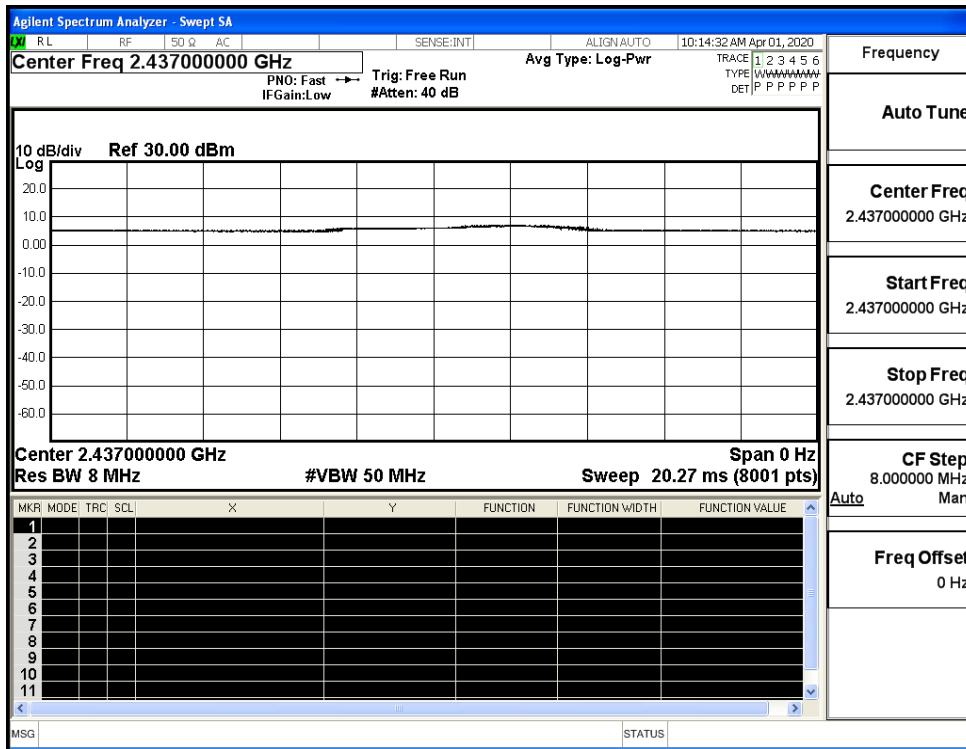 Agilent Spectrum Analyzer - Swept SA
LXI RL RF 50 Ω AC SENSE:INT ALIGN AUTO 10:14:32 AM Apr 01, 2020
Center Freq 2.437000000 GHz
PNO: Fast
IFGain:Low
Trig: Free Run
#Atten: 40 dB
Avg Type: Log-Pwr
TRACE 1 2 3 4 5 6
TYPE WWWWWW
DET P P P P P P
10 dB/div Ref 30.00 dBm
Log
20.0
10.0
0.00
-10.0
-20.0
-30.0
-40.0
-50.0
-60.0
Center 2.437000000 GHz Span 0 Hz
Res BW 8 MHz #VBW 50 MHz Sweep 20.27 ms (8001 pts)
MKR MODE TRC SCL X Y FUNCTION FUNCTION WIDTH FUNCTION VALUE
1
2
3
4
5
6
7
8
9
10
11
MSG STATUS
Frequency
Auto Tune
Center Freq
2.437000000 GHz
Start Freq
2.437000000 GHz
Stop Freq
2.437000000 GHz
CF Step
8.000000 MHz
Auto Man
Freq Offset
0 Hz